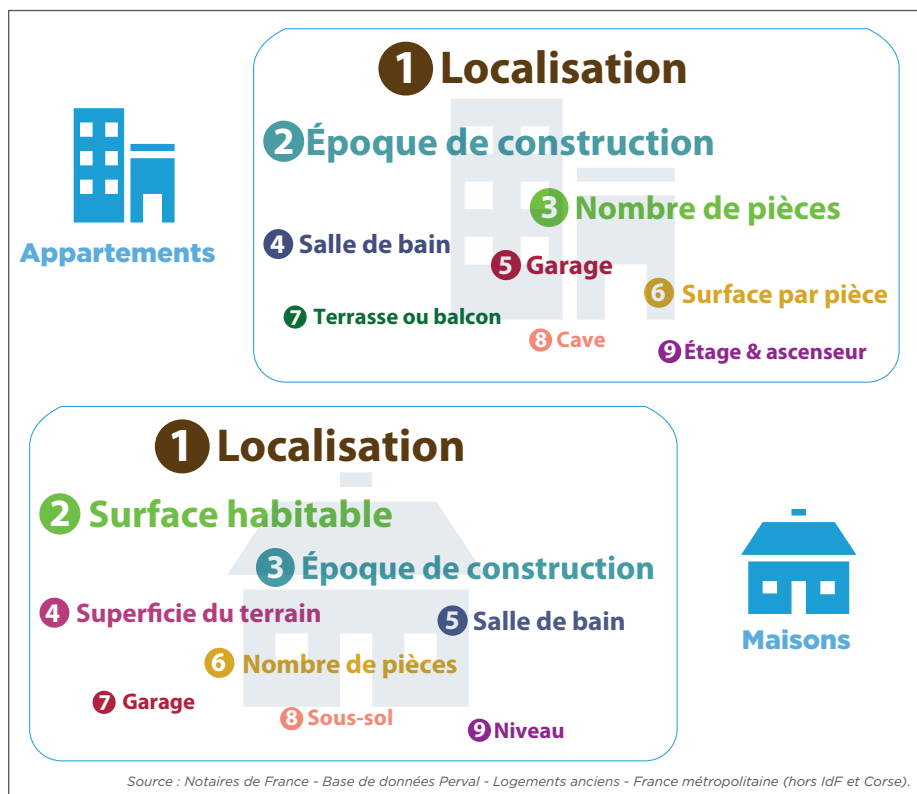 1 Localisation
2 Époque de construction
3 Nombre de pièces
4 Salle de bain
5 Garage
6 Surface par pièce
7 Terrasse ou balcon
8 Cave
9 Étage & ascenseur
Appartements
1 Localisation
2 Surface habitable
3 Époque de construction
4 Superficie du terrain
5 Salle de bain
6 Nombre de pièces
7 Garage
8 Sous-sol
9 Niveau
Maisons
Source : Notaires de France - Base de données Perval - Logements anciens - France métropolitaine (hors IdF et Corse).